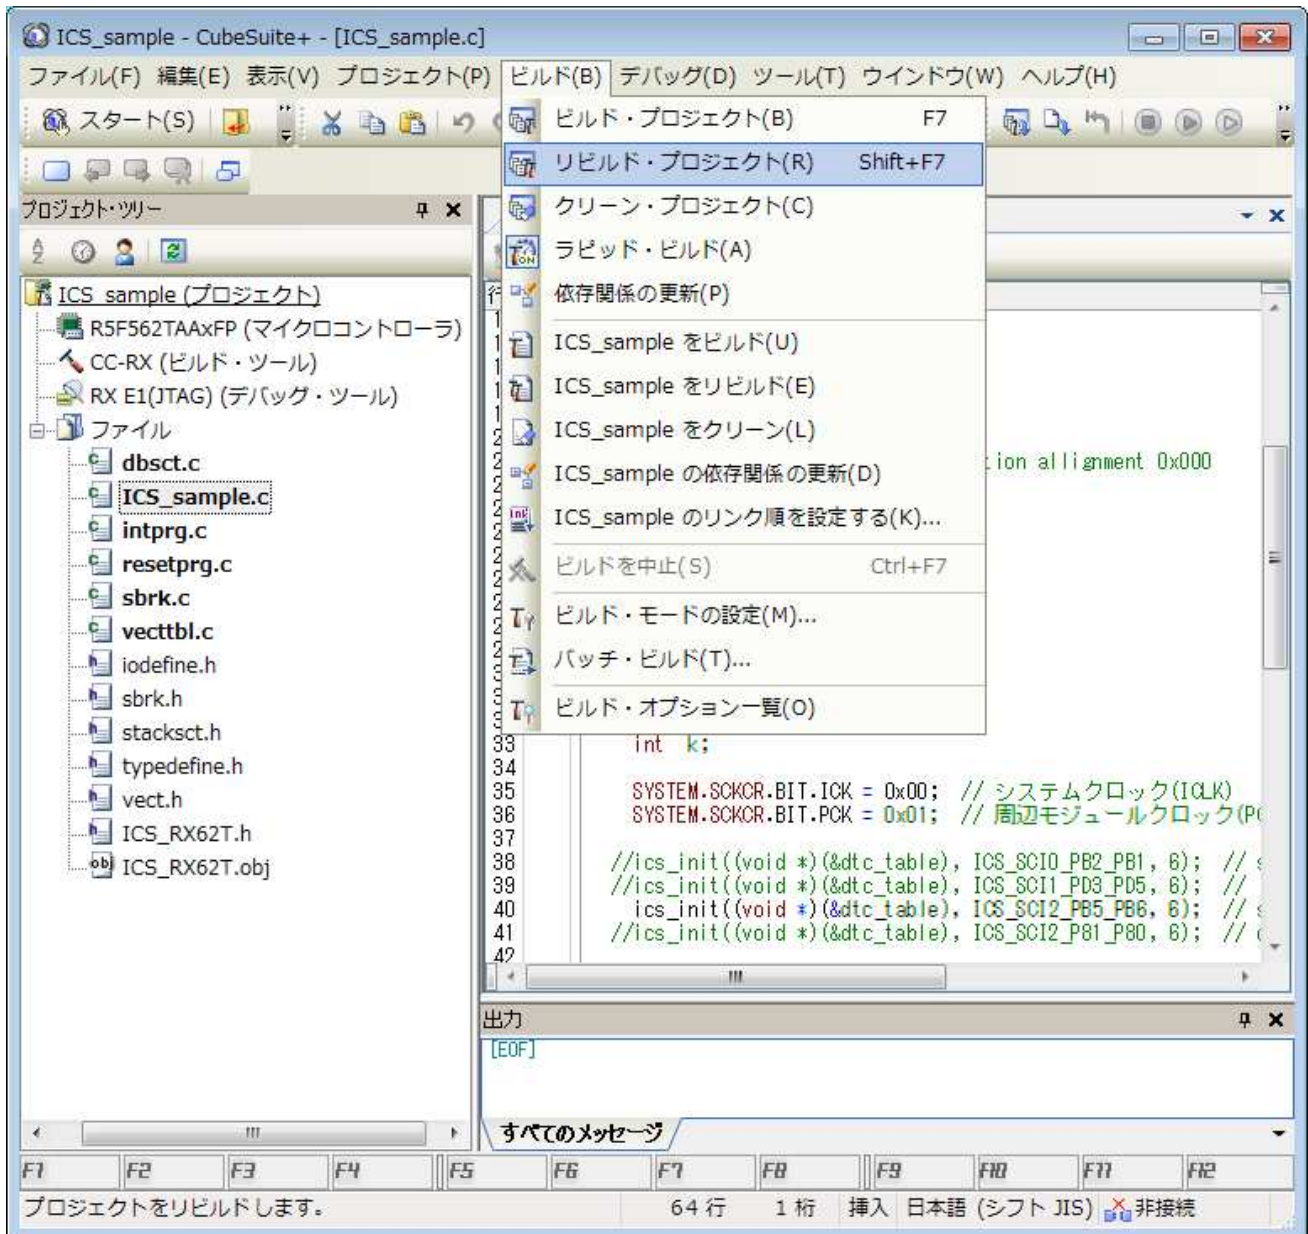 ICS_sample - CubeSuite+ - [ICS_sample.c]
ファイル(F) 編集(E) 表示(V) プロジェクト(P) ビルド(B) デバッグ(D) ツール(T) ウインドウ(W) ヘルプ(H)
スタート(S)
ビルド・プロジェクト(B) F7
リビルド・プロジェクト(R) Shift+F7
クリーン・プロジェクト(C)
ラピッド・ビルド(A)
依存関係の更新(P)
ICS_sample をビルド(U)
ICS_sample をリビルド(E)
ICS_sample をクリーン(L)
ICS_sample の依存関係の更新(D)
ICS_sample のリンク順を設定する(K)...
ビルドを中止(S) Ctrl+F7
ビルド・モードの設定(M)...
バッチ・ビルド(T)...
ビルド・オプション一覧(O)
プロジェクト・ツリー
ICS_sample (プロジェクト)
R5F562TAAxFP (マイクロコントローラ)
CC-RX (ビルド・ツール)
RX E1(JTAG) (デバッグ・ツール)
ファイル
dbsct.c
ICS_sample.c
intprg.c
resetprg.c
sbrk.c
vecttbl.c
iodefine.h
sbrk.h
stacksct.h
typedefine.h
vect.h
ICS_RX62T.h
ICS_RX62T.obj
行
tion allignment 0x000
33 int k;
34
35 SYSTEM.SCKCR.BIT.ICK = 0x00; // システムクロック(ICLK)
36 SYSTEM.SCKCR.BIT.PCK = 0x01; // 周辺モジュールクロック(PC
37
38 //ics_init((void *)(&dtc_table), ICS_SCI0_PB2_PB1, 6); // s
39 //ics_init((void *)(&dtc_table), ICS_SCI1_PD3_PD5, 6); //
40 ics_init((void *)(&dtc_table), ICS_SCI2_PB5_PB6, 6); // s
41 //ics_init((void *)(&dtc_table), ICS_SCI2_P81_P80, 6); // c
42
出力
[EOF]
すべてのメッセージ
F1 F2 F3 F4 F5 F6 F7 F8 F9 F10 F11 F12
プロジェクトをリビルドします。 64 行 1 桁 挿入 日本語 (シフト JIS) 非接続